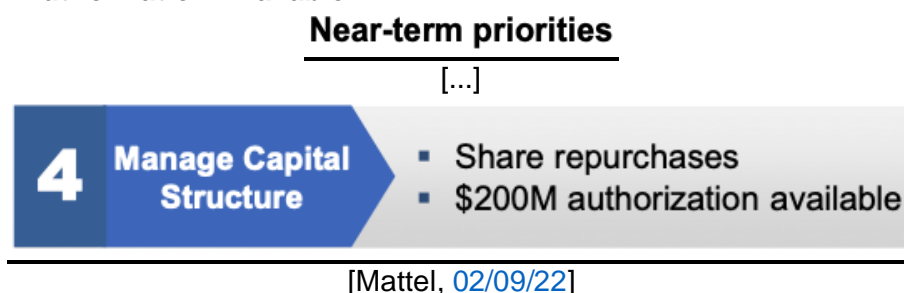 Near-term priorities
[...]
4
Manage Capital
Structure
▪ Share repurchases
▪ $200M authorization available
[Mattel, 02/09/22]